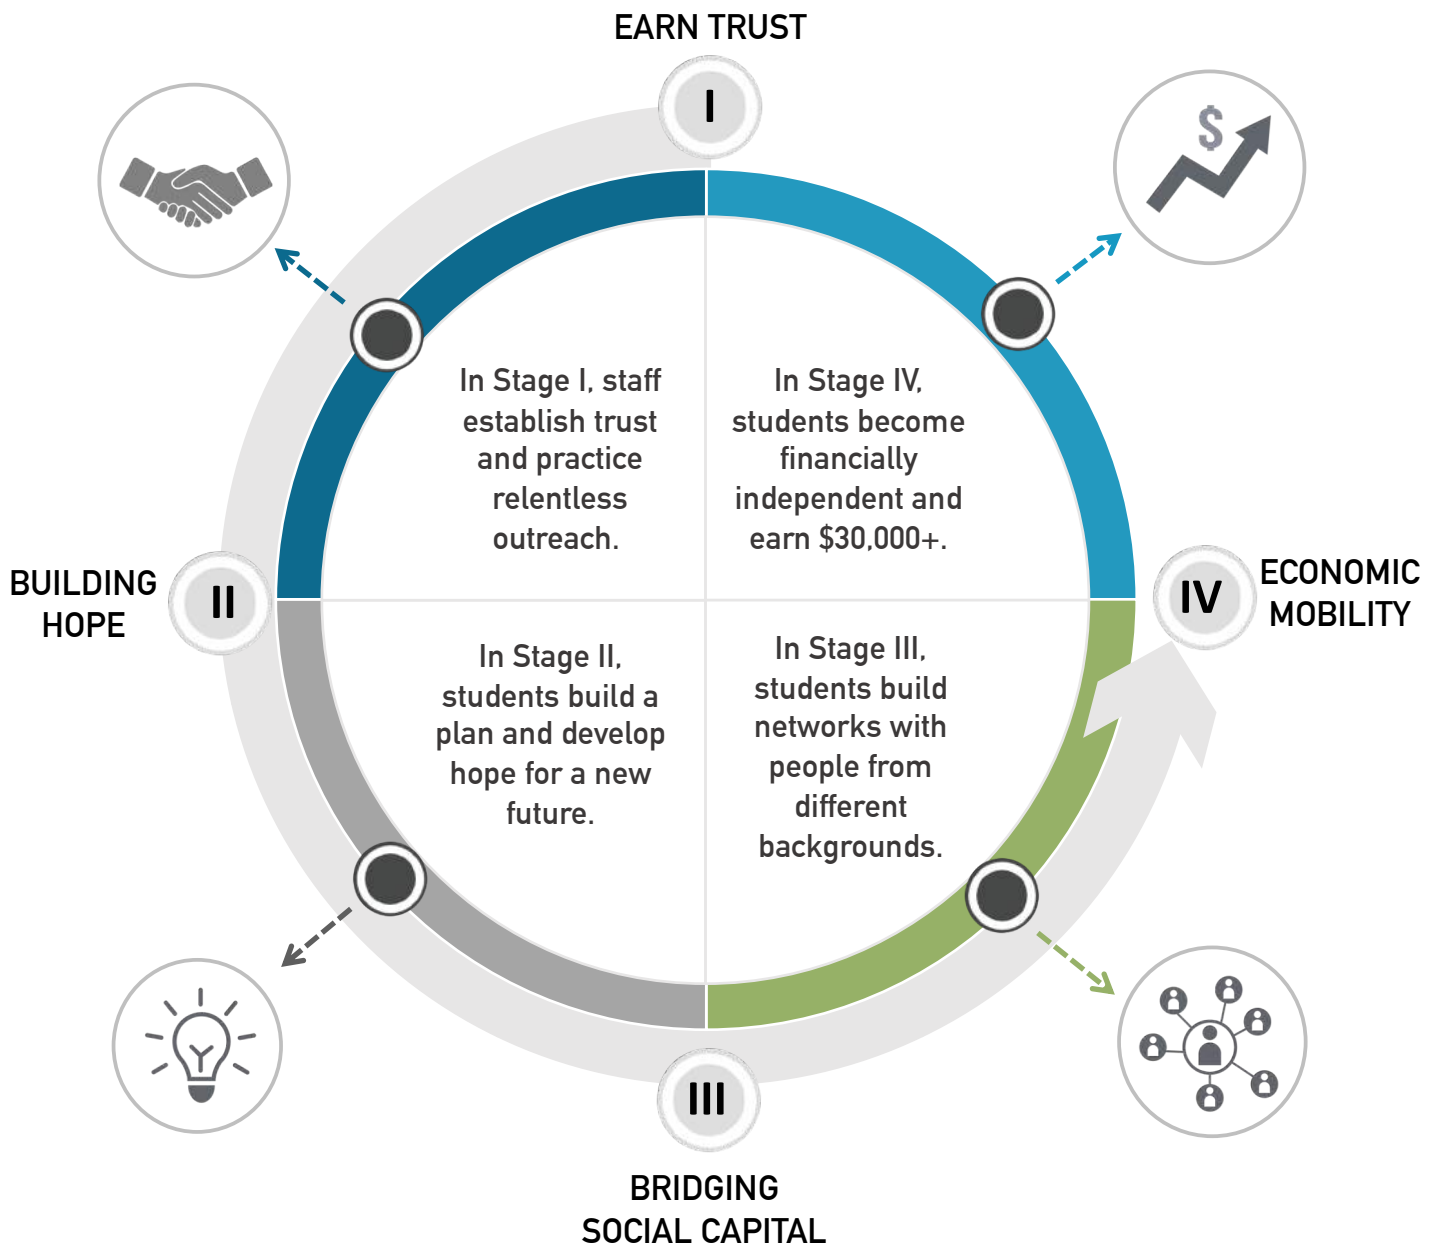 EARN TRUST
I
$
In Stage I, staff
establish trust
and practice
relentless
outreach.
In Stage IV,
students become
financially
independent and
earn $30,000+.
BUILDING
HOPE
II
IV
ECONOMIC
MOBILITY
In Stage II,
students build a
plan and develop
hope for a new
future.
In Stage III,
students build
networks with
people from
different
backgrounds.
III
BRIDGING
SOCIAL CAPITAL